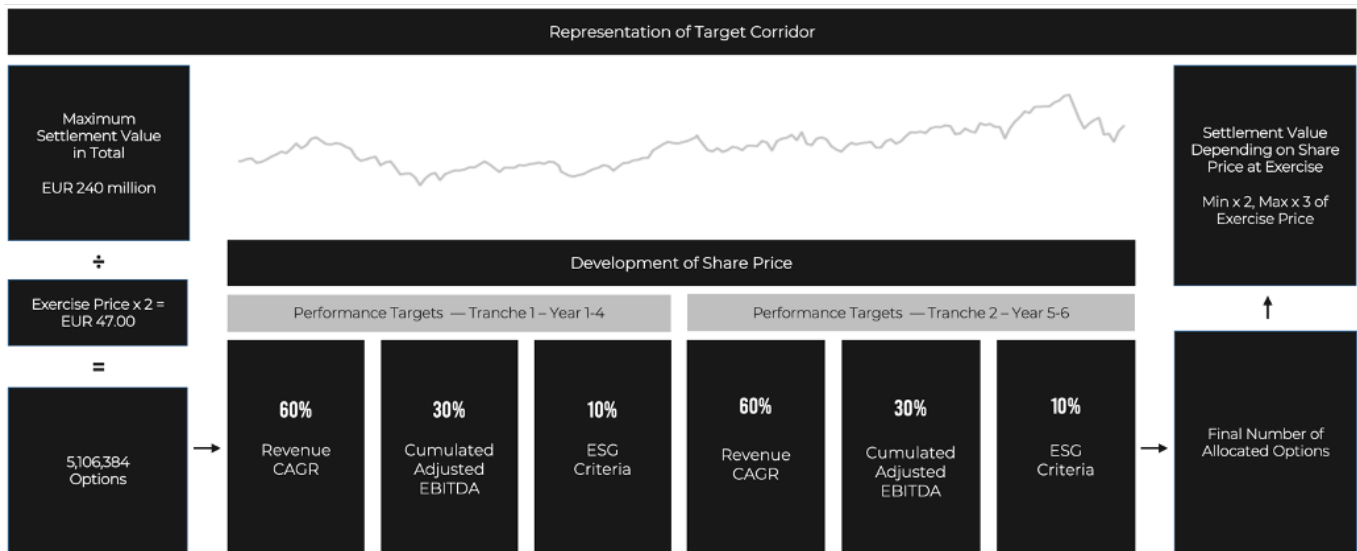 Representation of Target Corridor
Maximum
Settlement Value
in Total
EUR 240 million
÷
Exercise Price x 2 =
EUR 47.00
=
5,106,384
Options
Development of Share Price
Performance Targets — Tranche 1 – Year 1-4
60%
Revenue
CAGR
30%
Cumulated
Adjusted
EBITDA
10%
ESG
Criteria
Performance Targets — Tranche 2 – Year 5-6
60%
Revenue
CAGR
30%
Cumulated
Adjusted
EBITDA
10%
ESG
Criteria
Settlement Value
Depending on Share
Price at Exercise
Min x 2, Max x 3 of
Exercise Price
Final Number of
Allocated Options